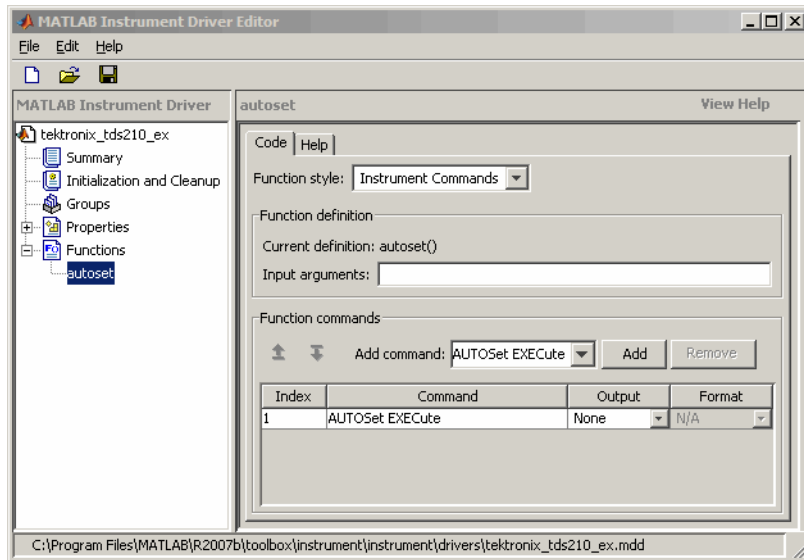 MATLAB Instrument Driver Editor
File Edit Help
MATLAB Instrument Driver
autoset View Help
tektronix_tds210_ex
Summary
Initialization and Cleanup
Groups
Properties
Functions
autoset
Code Help
Function style: Instrument Commands
Function definition
Current definition: autoset()
Input arguments:
Function commands
Add command: AUTOSet EXECute Add Remove
Index Command Output Format
1 AUTOSet EXECute None N/A
C:\Program Files\MATLAB\R2007b\toolbox\instrument\instrument\drivers\tektronix_tds210_ex.mdd